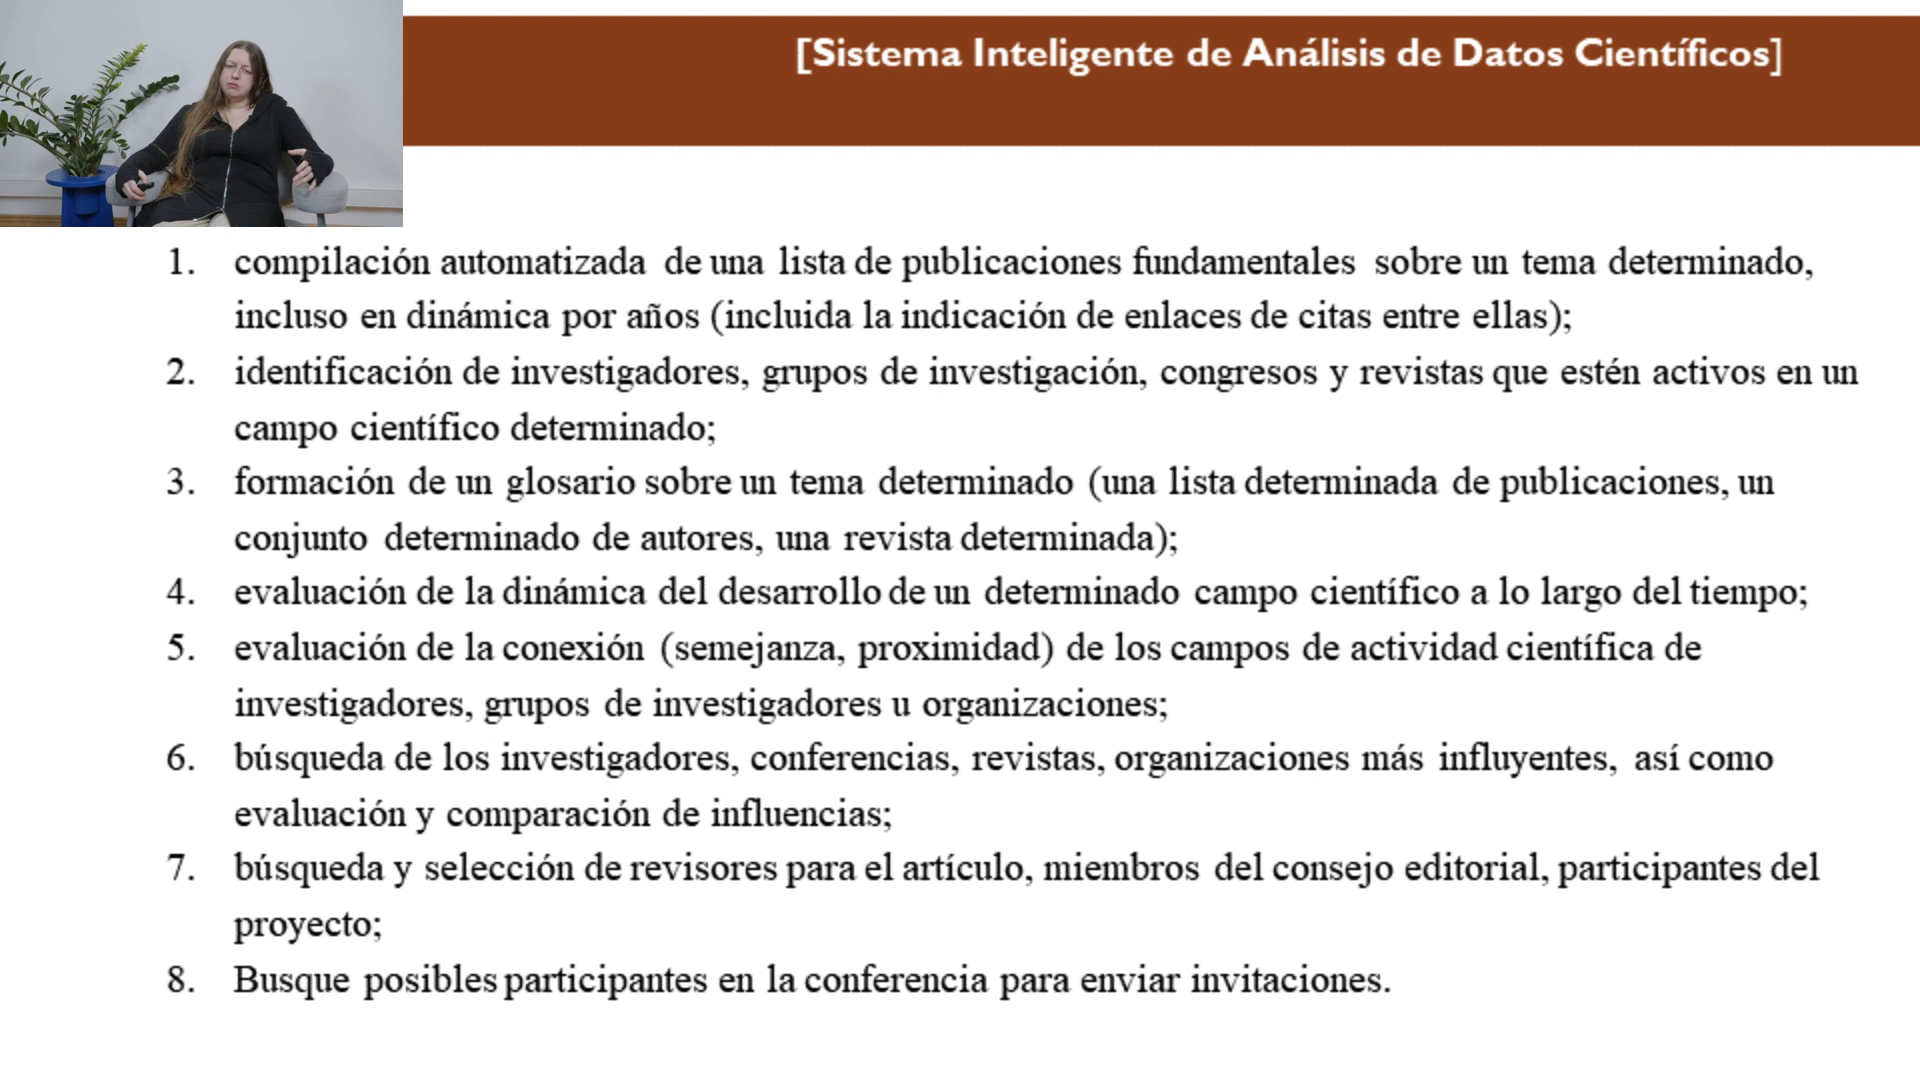 [Sistema Inteligente de Análisis de Datos Científicos]
1. compilación automatizada de una lista de publicaciones fundamentales sobre un tema determinado,
incluso en dinámica por años (incluida la indicación de enlaces de citas entre ellas);
2. identificación de investigadores, grupos de investigación, congresos y revistas que estén activos en un
campo científico determinado;
3. formación de un glosario sobre un tema determinado (una lista determinada de publicaciones, un
conjunto determinado de autores, una revista determinada);
4. evaluación de la dinámica del desarrollo de un determinado campo científico a lo largo del tiempo;
5. evaluación de la conexión (semejanza, proximidad) de los campos de actividad científica de
investigadores, grupos de investigadores u organizaciones;
6. búsqueda de los investigadores, conferencias, revistas, organizaciones más influyentes, así como
evaluación y comparación de influencias;
7. búsqueda y selección de revisores para el artículo, miembros del consejo editorial, participantes del
proyecto;
8. Busque posibles participantes en la conferencia para enviar invitaciones.